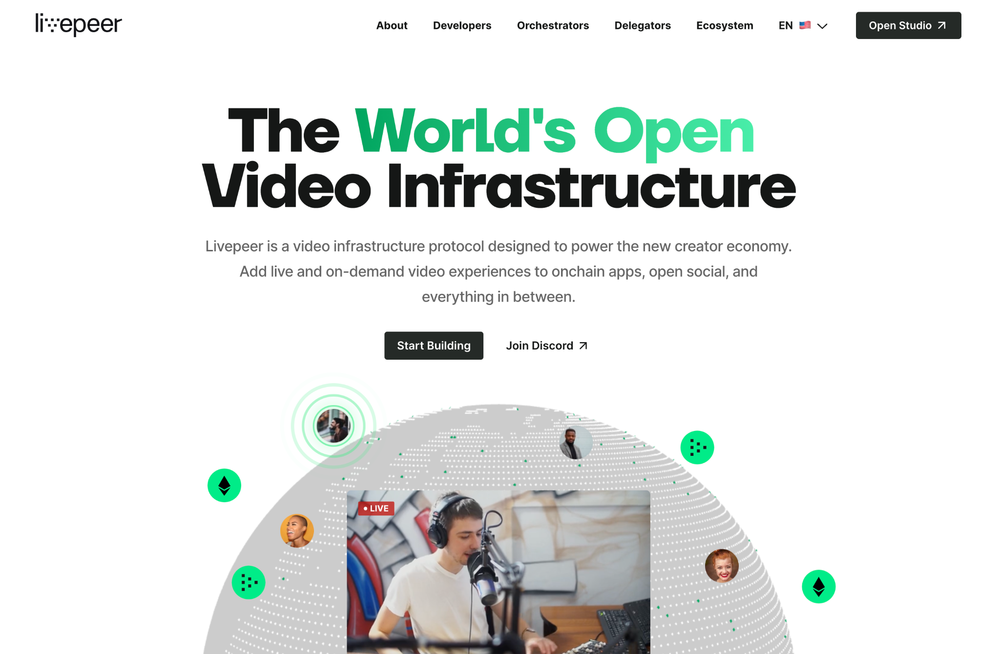 livepeer
About
Developers
Orchestrators
Delegators
Ecosystem
EN
Open Studio
The World's Open
Video Infrastructure
Livepeer is a video infrastructure protocol designed to power the new creator economy.
Add live and on-demand video experiences to onchain apps, open social, and
everything in between.
Start Building
Join Discord
LIVE